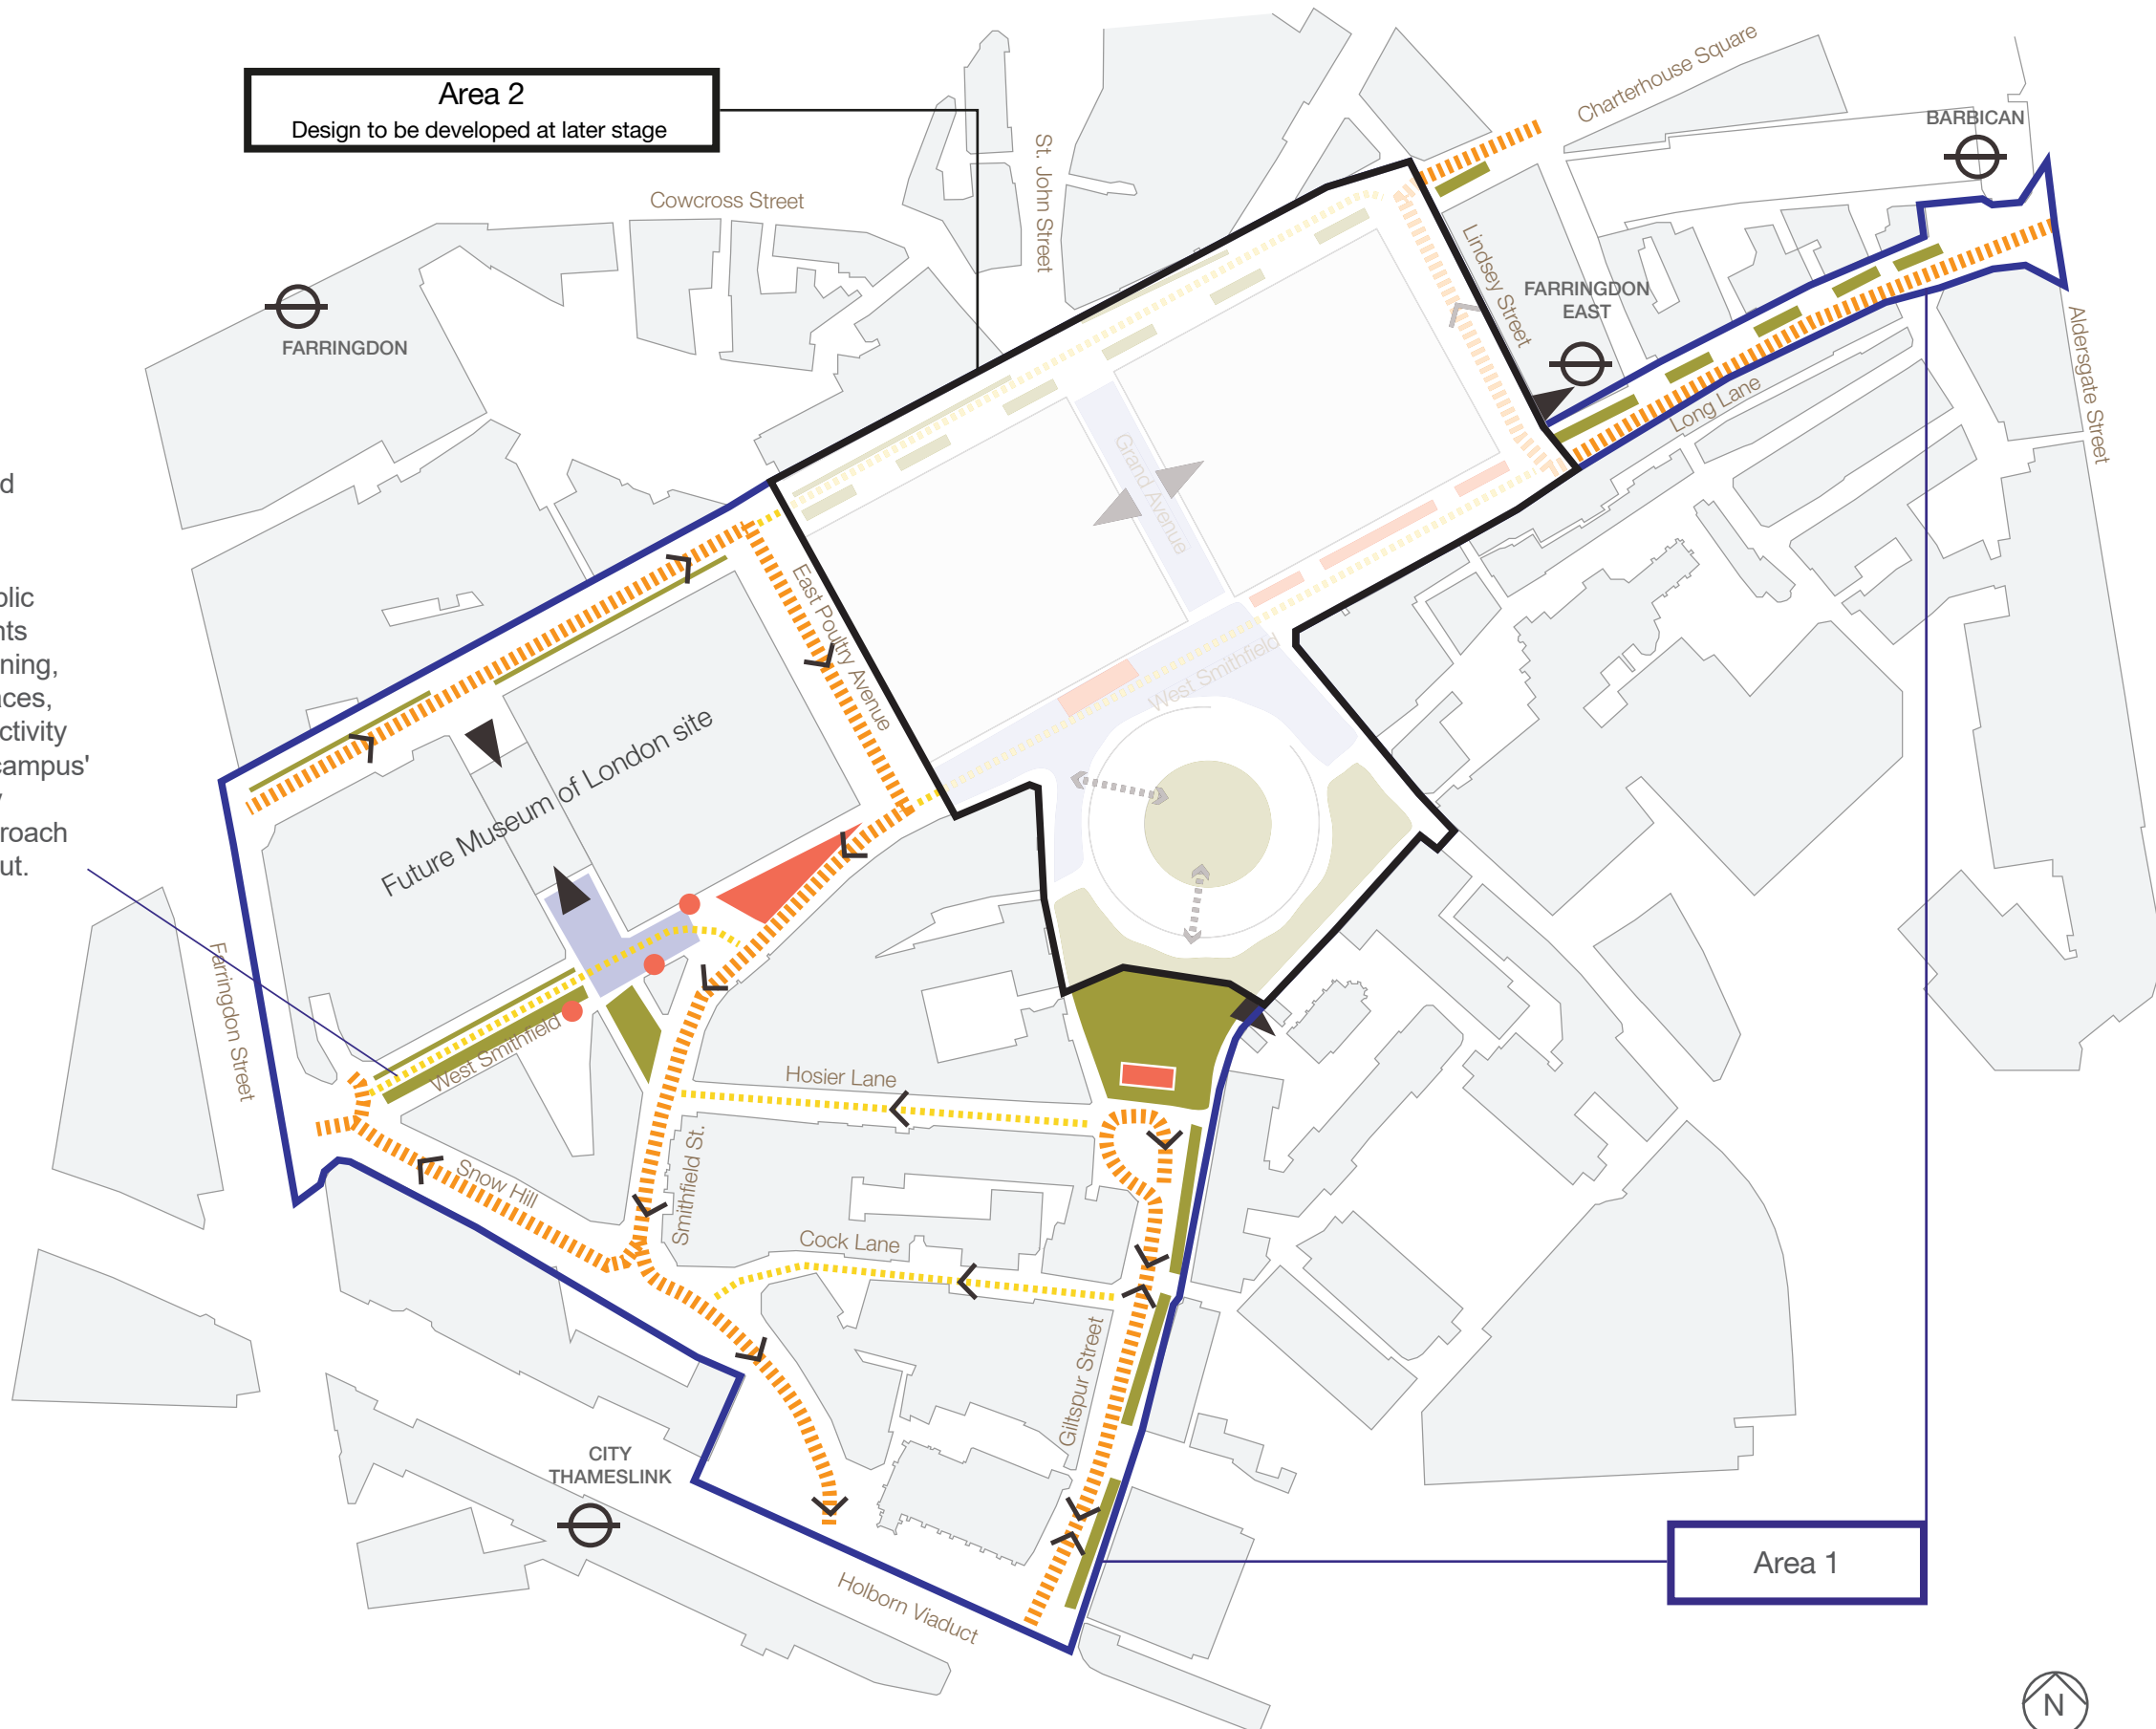 Area 2
Design to be developed at later stage
Charterhouse Square
BARBICAN
St. John Street
Cowcross Street
Lindsey Street
FARRINGDON
EAST
FARRINGDON
Aldersgate Street
Long Lane
Grand Avenue
d
East Poultry Avenue
lic
nts
ning,
West Smithfield
aces,
ctivity
campus'
Future Museum of London site
roach
ut.
Farringdon Street
West Smithfield
Hosier Lane
Smithfield St.
Snow Hill
Cock Lane
Giltspur Street
CITY
THAMESLINK
Area 1
Holborn Viaduct
N